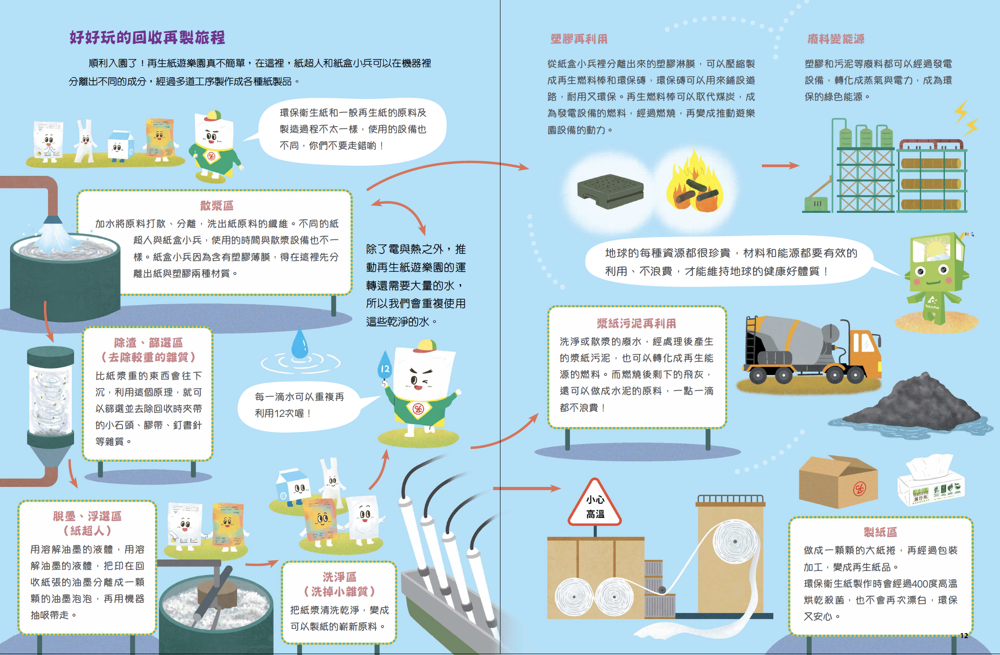 好好玩的回收再製旅程
順利入園了！再生紙遊樂園真不簡單，在這裡，紙超人和紙盒小兵可以在機器裡
分離出不同的成分，經過多道工序製作成各種紙製品。
環保衛生紙和一般再生紙的原料及
製造過程不太一樣，使用的設備也
不同，你們不要走錯喲！
散漿區
加水將原料打散、分離，洗出紙原料的纖維。不同的紙
超人與紙盒小兵，使用的時間與散漿設備也不一
樣。紙盒小兵因為含有塑膠薄膜，得在這裡先分
離出紙與塑膠兩種材質。
除了電與熱之外，推
動再生紙遊樂園的運
轉還需要大量的水，
所以我們會重複使用
這些乾淨的水。
除渣、篩選區
（去除較重的雜質）
比紙漿重的東西會往下
沉，利用這個原理，就可
以篩選並去除回收時夾帶
的小石頭、膠帶、釘書針
等雜質。
12
每一滴水可以重複再
利用12次喔！
脫墨、浮選區
（紙超人）
用溶解油墨的液體，用溶
解油墨的液體，把印在回
收紙張的油墨分離成一顆
顆的油墨泡泡，再用機器
抽吸帶走。
洗淨區
（洗掉小雜質）
把紙漿清洗乾淨，變成
可以製紙的嶄新原料。
塑膠再利用
從紙盒小兵裡分離出來的塑膠淋膜，可以壓縮製
成再生燃料棒和環保磚，環保磚可以用來鋪設道
路，耐用又環保。再生燃料棒可以取代煤炭，成
為發電設備的燃料，經過燃燒，再變成推動遊樂
園設備的動力。
廢料變能源
塑膠和污泥等廢料都可以經過發電
設備，轉化成蒸氣與電力，成為環
保的綠色能源。
地球的每種資源都很珍貴，材料和能源都要有效的
利用、不浪費，才能維持地球的健康好體質！
Tetra Pak
漿紙污泥再利用
洗淨或散漿的廢水，經處理後產生
的漿紙污泥，也可以轉化成再生能
源的燃料。而燃燒後剩下的飛灰，
還可以做成水泥的原料，一點一滴
都不浪費！
小心
高溫
蒲公英
製紙區
做成一顆顆的大紙捲，再經過包裝
加工，變成再生紙品。
環保衛生紙製作時會經過400度高溫
烘乾殺菌，也不會再次漂白，環保
又安心。
12